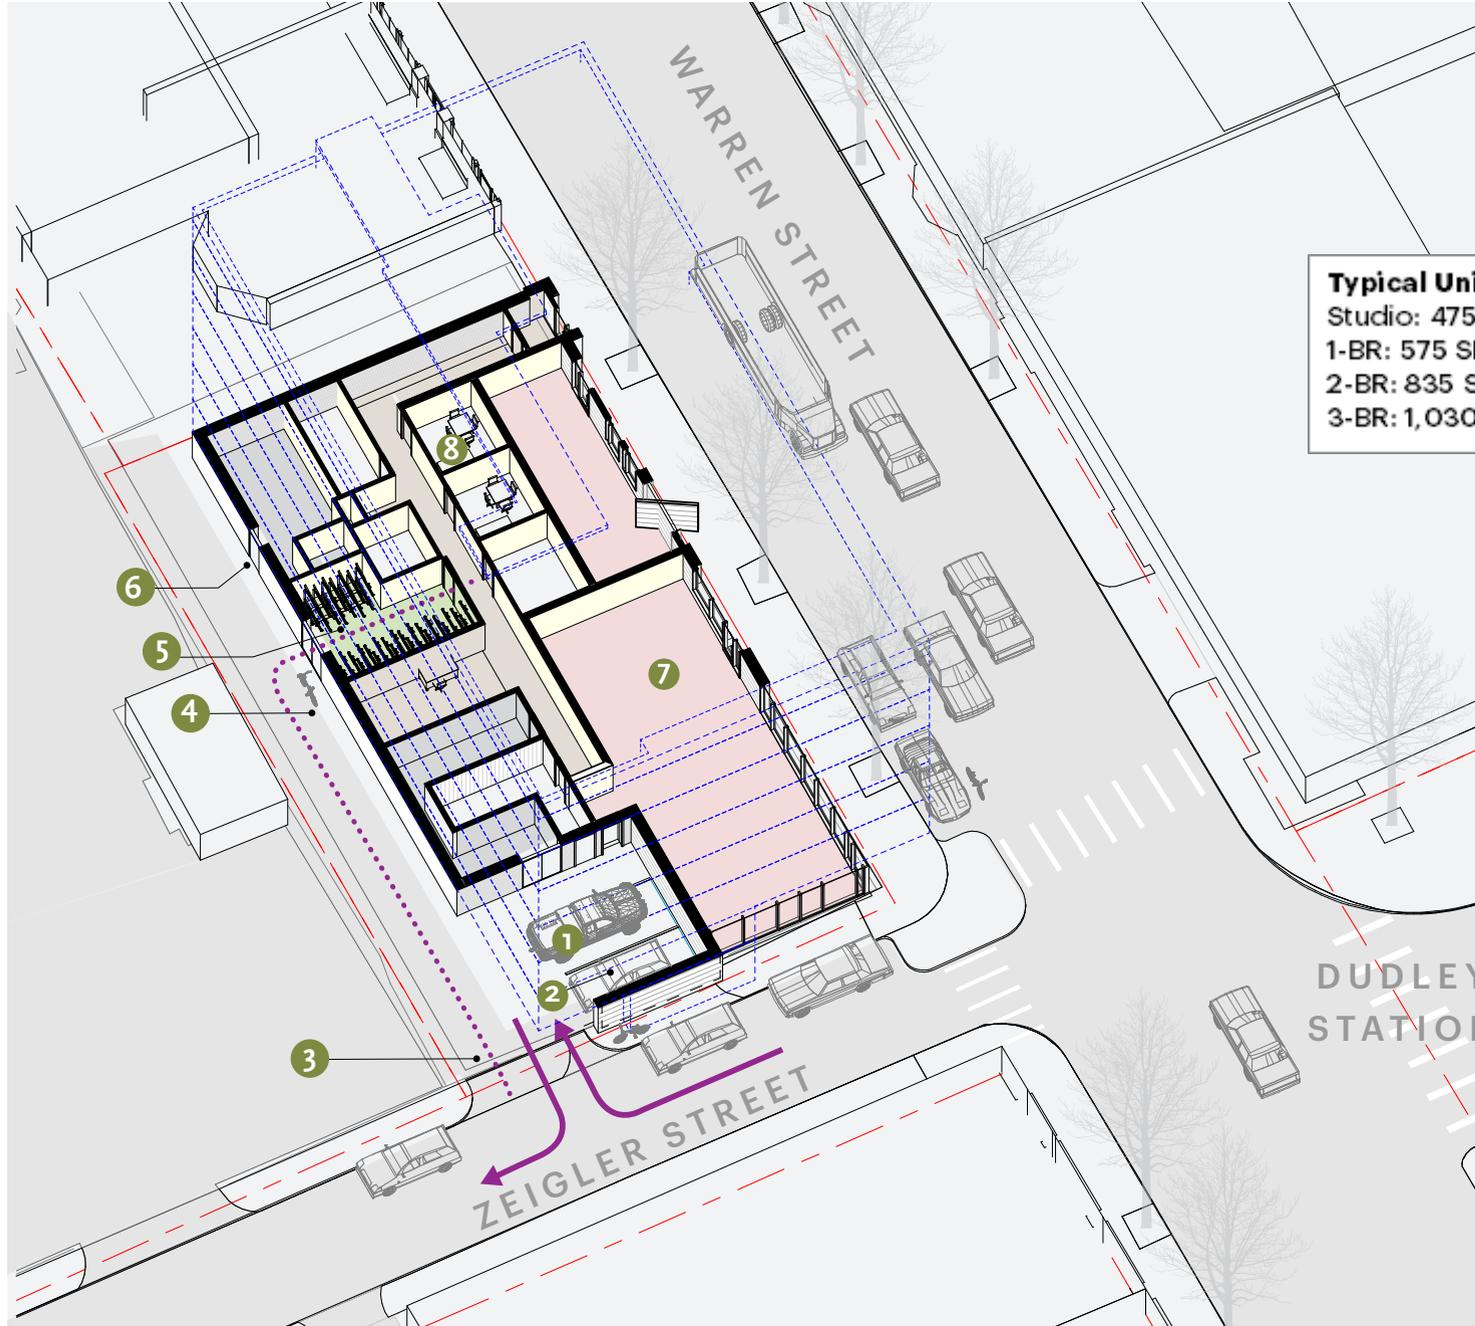 WARREN STREET
Typical Uni
Studio: 475
1-BR: 575 S
2-BR: 835 S
3-BR: 1,030
8
6
5
7
4
1
2
3
DUDLEY
STATIO
ZEIGLER STREET